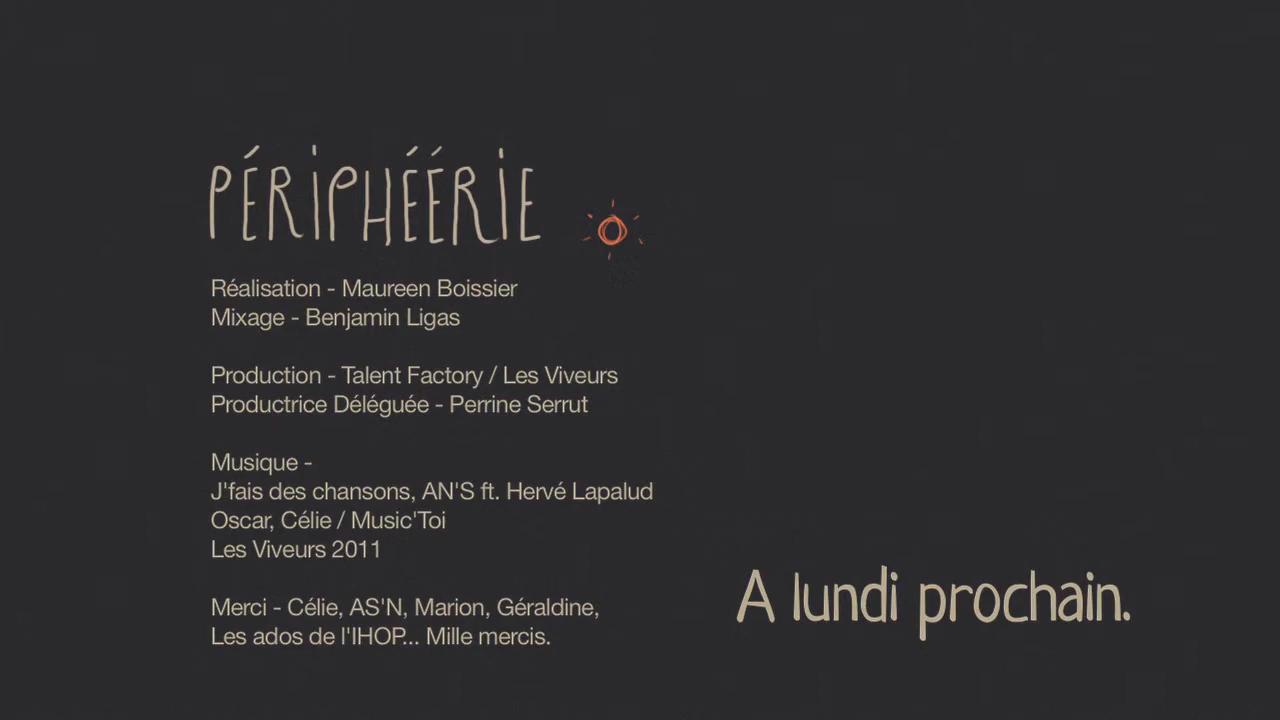 PÉRIPHÉÉRIE
Réalisation - Maureen Boissier
Mixage - Benjamin Ligas
Production - Talent Factory / Les Viveurs
Productrice Déléguée - Perrine Serrut
Musique -
J'fais des chansons, AN'S ft. Hervé Lapalud
Oscar, Célie / Music'Toi
Les Viveurs 2011
Merci - Célie, AS'N, Marion, Géraldine,
Les ados de l'IHOP... Mille mercis.
A lundi prochain.